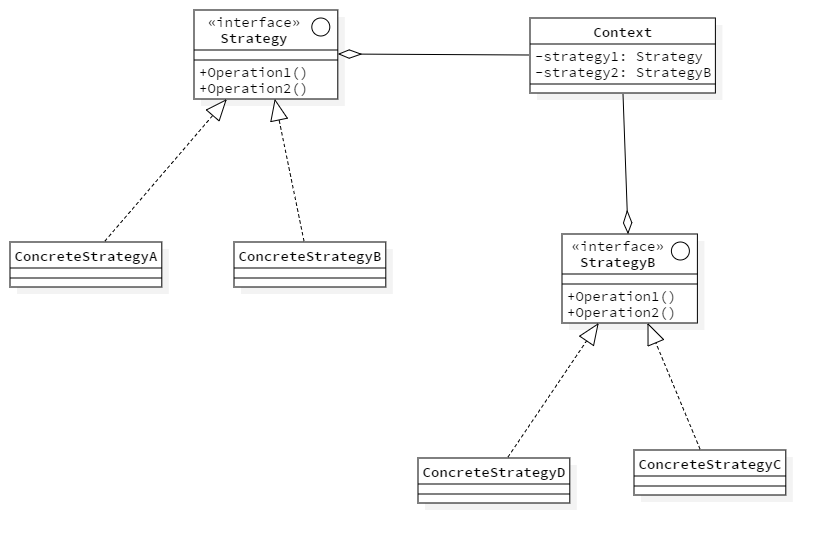 «interface»
Strategy
+Operation1()
+Operation2()
Context
-strategy1: Strategy
-strategy2: StrategyB
ConcreteStrategyA
ConcreteStrategyB
«interface»
StrategyB
+Operation1()
+Operation2()
ConcreteStrategyD
ConcreteStrategyC